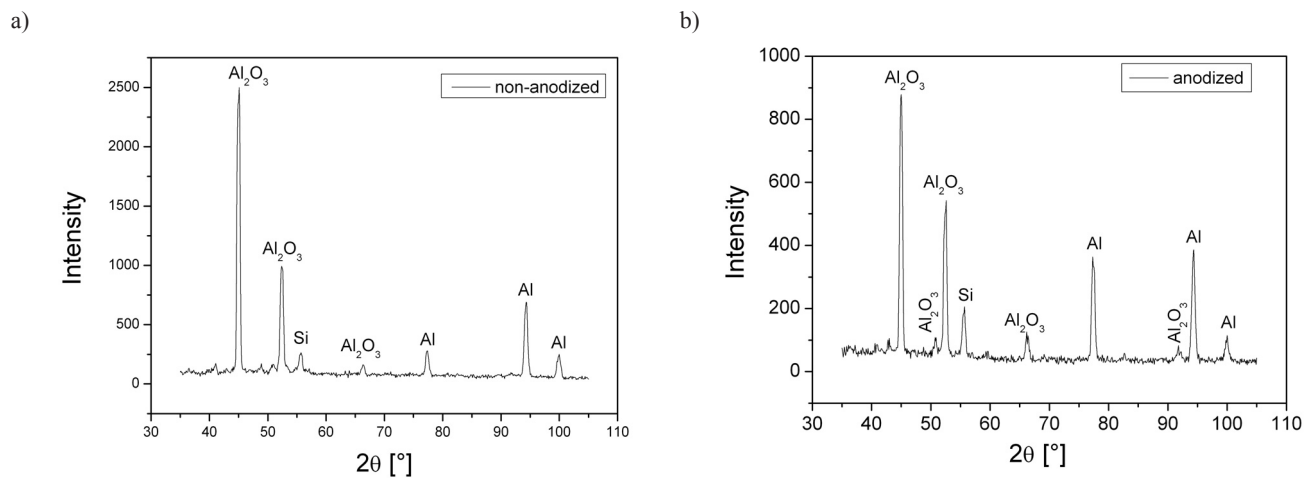 a)
Al₂O₃
non-anodized
2500
2000
Al₂O₃
1500
1000
Al
Si
Al₂O₃
Al
Al
500
0
Intensity
30 40 50 60 70 80 90 100 110
2θ [°]
b)
1000
Al₂O₃
anodized
800
Al₂O₃
600
Al
Al
400
Al₂O₃
Si
Al₂O₃
Al₂O₃
Al
200
0
Intensity
30 40 50 60 70 80 90 100 110
2θ [°]